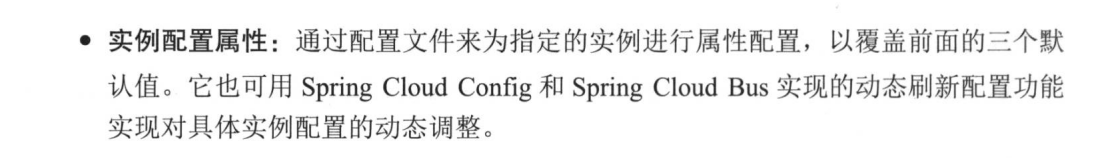 • 实例配置属性：通过配置文件来为指定的实例进行属性配置，以覆盖前面的三个默
认值。它也可用 Spring Cloud Config 和 Spring Cloud Bus 实现的动态刷新配置功能
实现对具体实例配置的动态调整。